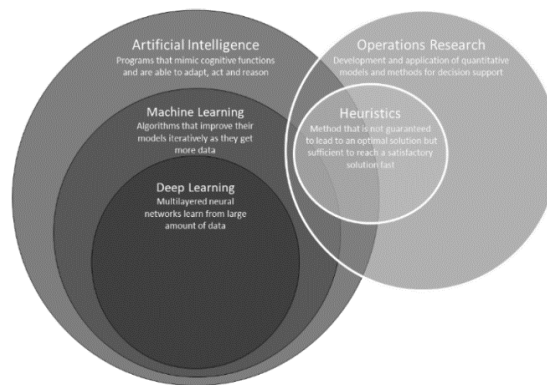 Artificial Intelligence
Programs that mimic cognitive functions
and are able to adapt, act and reason
Machine Learning
Algorithms that improve their
models iteratively as they get
more data
Deep Learning
Multilayered neural
networks learn from large
amount of data
Operations Research
Development and application of quantitative
models and methods for decision support
Heuristics
Method that is not guaranteed
to lead to an optimal solution but
sufficient to reach a satisfactory
solution fast